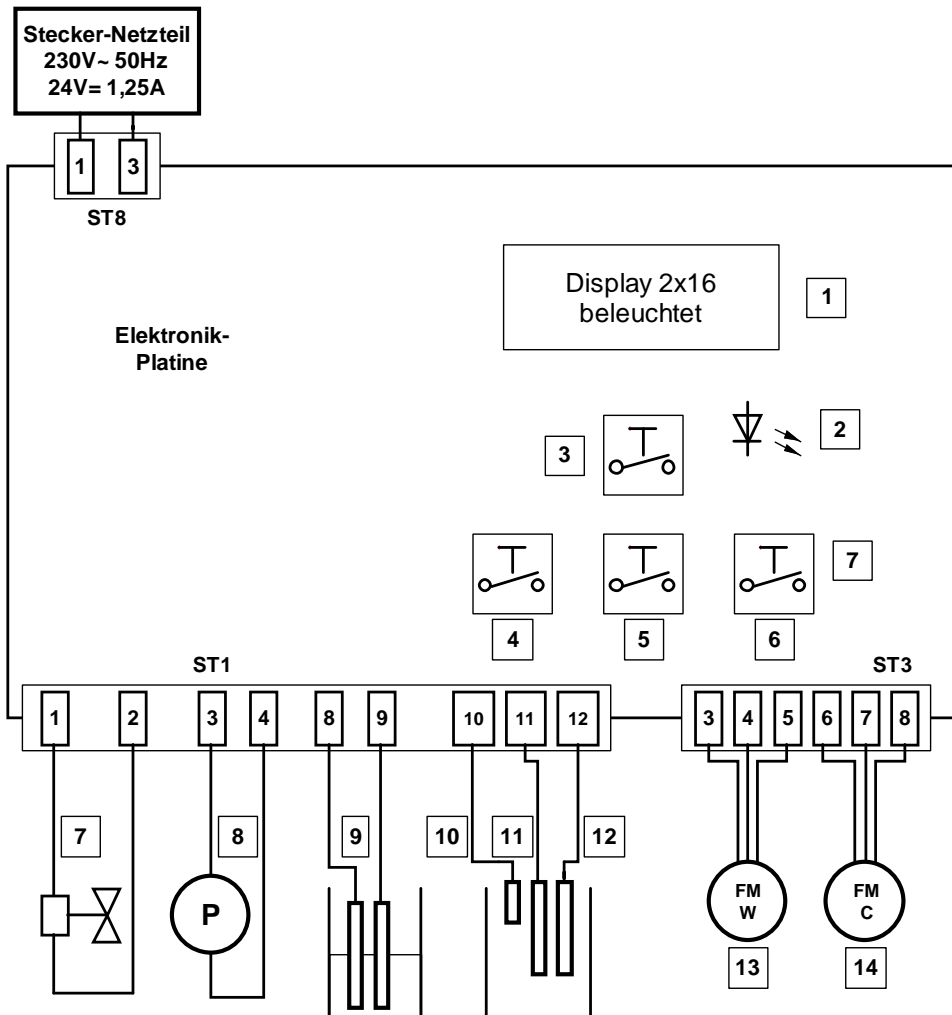 Stecker-Netzteil
230V~ 50Hz
24V= 1,25A
1 3
ST8
Display 2x16
beleuchtet
1
Elektronik-
Platine
2
3
7
4 5 6
ST1 ST3
1 2 3 4 8 9 10 11 12 3 4 5 6 7 8
7 8 9 10 11 12
P
FM
W
FM
C
13 14